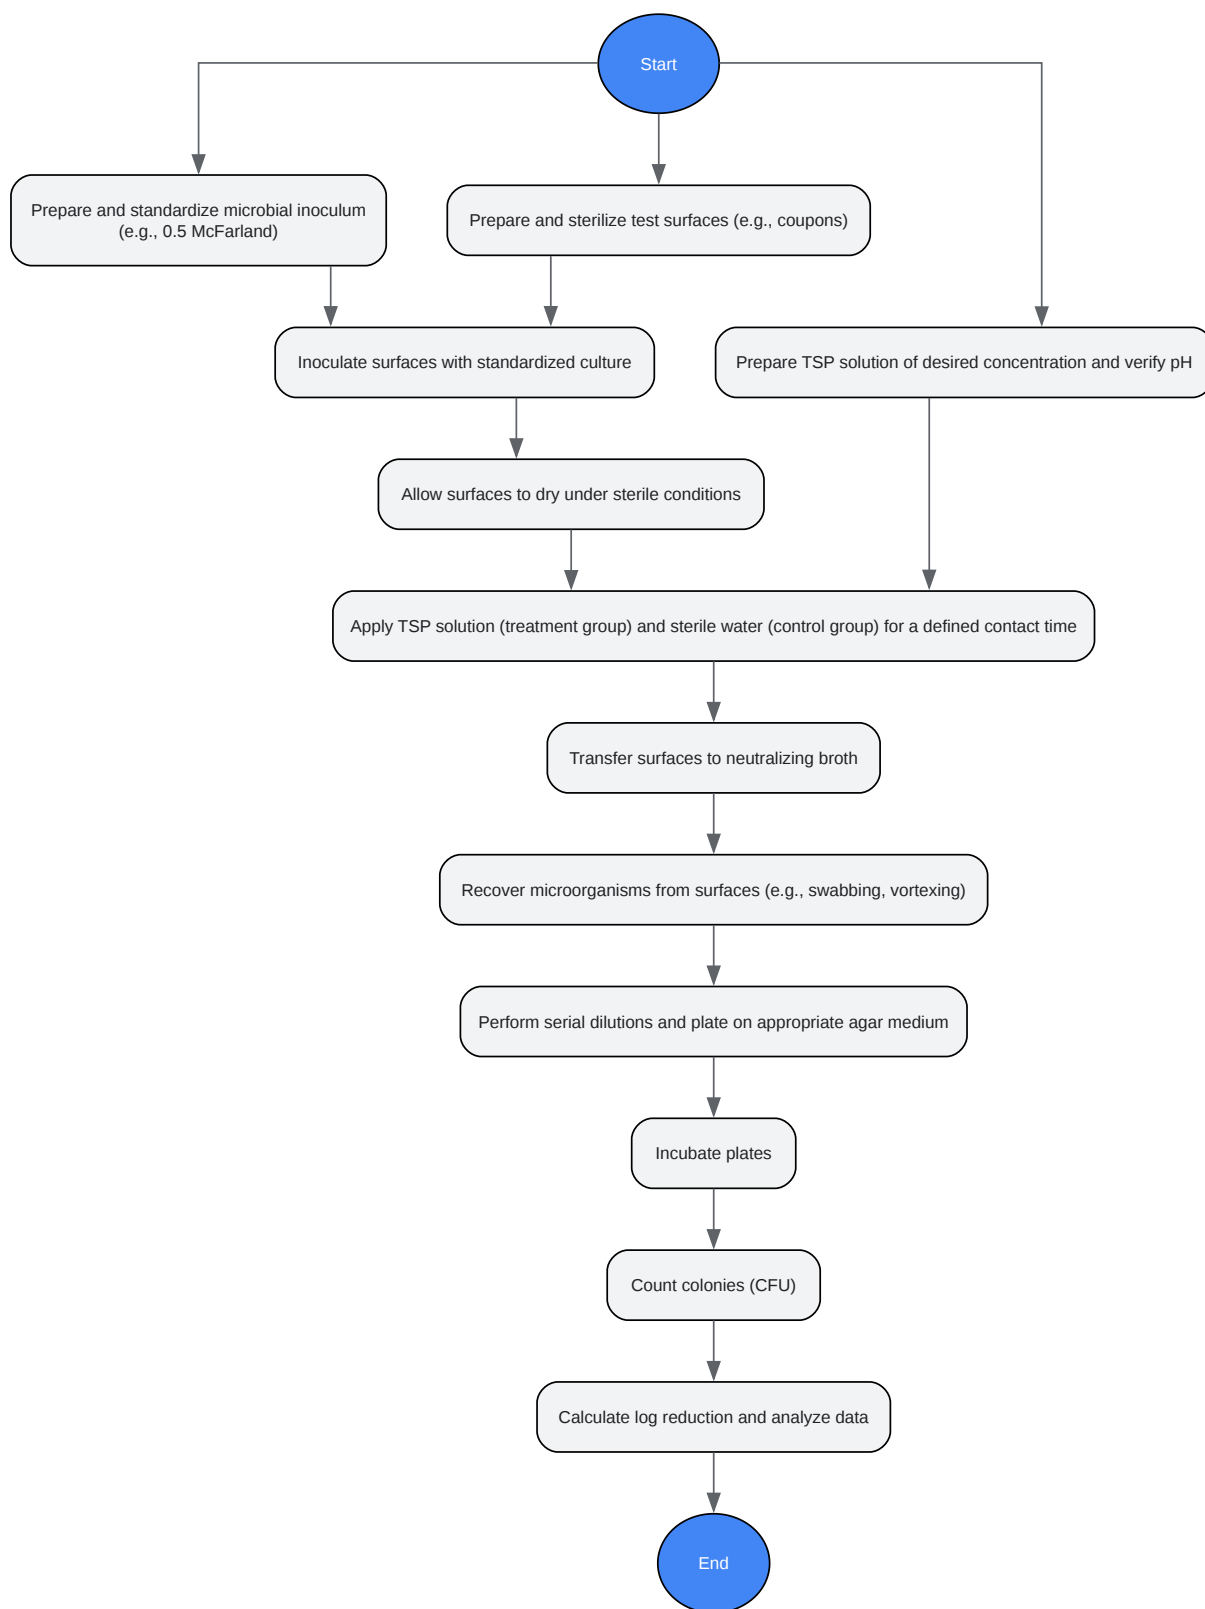 Start
Prepare and standardize microbial inoculum
(e.g., 0.5 McFarland)
Prepare and sterilize test surfaces (e.g., coupons)
Inoculate surfaces with standardized culture
Prepare TSP solution of desired concentration and verify pH
Allow surfaces to dry under sterile conditions
Apply TSP solution (treatment group) and sterile water (control group) for a defined contact time
Transfer surfaces to neutralizing broth
Recover microorganisms from surfaces (e.g., swabbing, vortexing)
Perform serial dilutions and plate on appropriate agar medium
Incubate plates
Count colonies (CFU)
Calculate log reduction and analyze data
End